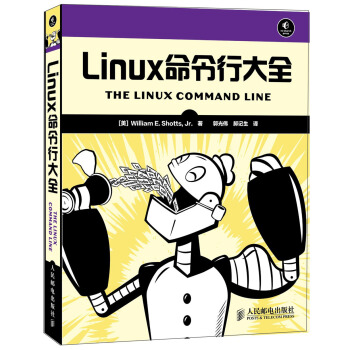 Linux命令行大全
THE LINUX COMMAND LINE
[美] William E. Shotts, Jr. 著 郭光伟 郝记生 译
Linux命令行大全
THE LINUX
COMMAND LINE
人民邮电出版社
人民邮电出版社
POSTS & TELECOM PRESS